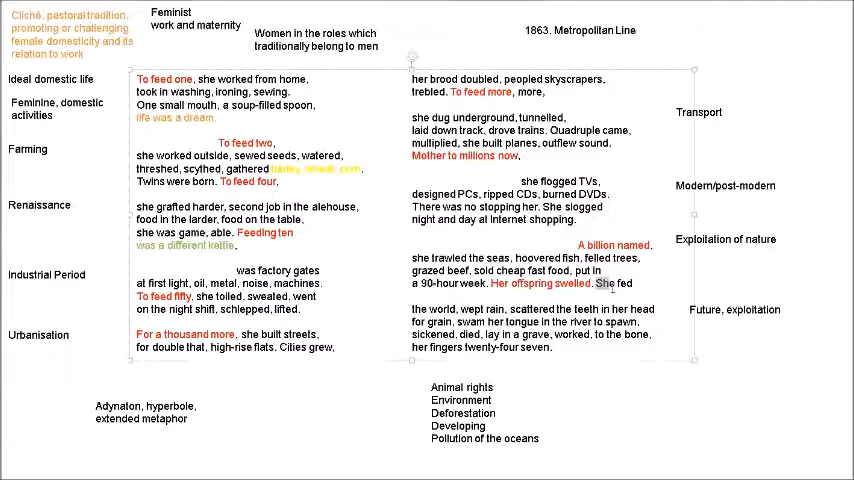 Cliché, pastoral tradition,
promoting or challenging
female domesticity and its
relation to work
Feminist
work and maternity
Women in the roles which
traditionally belong to men
1863. Metropolitan Line
Ideal domestic life
Feminine, domestic
activities
Farming
Renaissance
Industrial Period
Urbanisation
To feed one, she worked from home,
took in washing, ironing, sewing.
One small mouth, a soup-filled spoon,
life was a dream.
To feed two,
she worked outside, sewed seeds, watered,
threshed, scythed, gathered barley, wheat, corn.
Twins were born. To feed four,
she grafted harder, second job in the alehouse,
food in the larder, food on the table,
she was game, able. Feeding ten
was a different kettle,
was factory gates
at first light, oil, metal, noise, machines.
To feed fifty, she toiled, sweated, went
on the night shift, schlepped, lifted.
For a thousand more, she built streets,
for double that, high-rise flats. Cities grew,
her brood doubled, peopled skyscrapers,
trebled. To feed more, more,
she dug underground, tunnelled,
laid down track, drove trains. Quadruple came,
multiplied, she built planes, outflew sound.
Mother to millions now,
she flogged TVs,
designed PCs, ripped CDs, burned DVDs.
There was no stopping her. She slogged
night and day at Internet shopping.
A billion named,
she trawled the seas, hoovered fish, felled trees,
grazed beef, sold cheap fast food, put in
a 90-hour week. Her offspring swelled. She fed
the world, wept rain, scattered the teeth in her head
for grain, swam her tongue in the river to spawn,
sickened, died, lay in a grave, worked, to the bone,
her fingers twenty-four seven.
Transport
Modern/post-modern
Exploitation of nature
Future, exploitation
Adynaton, hyperbole,
extended metaphor
Animal rights
Environment
Deforestation
Developing
Pollution of the oceans